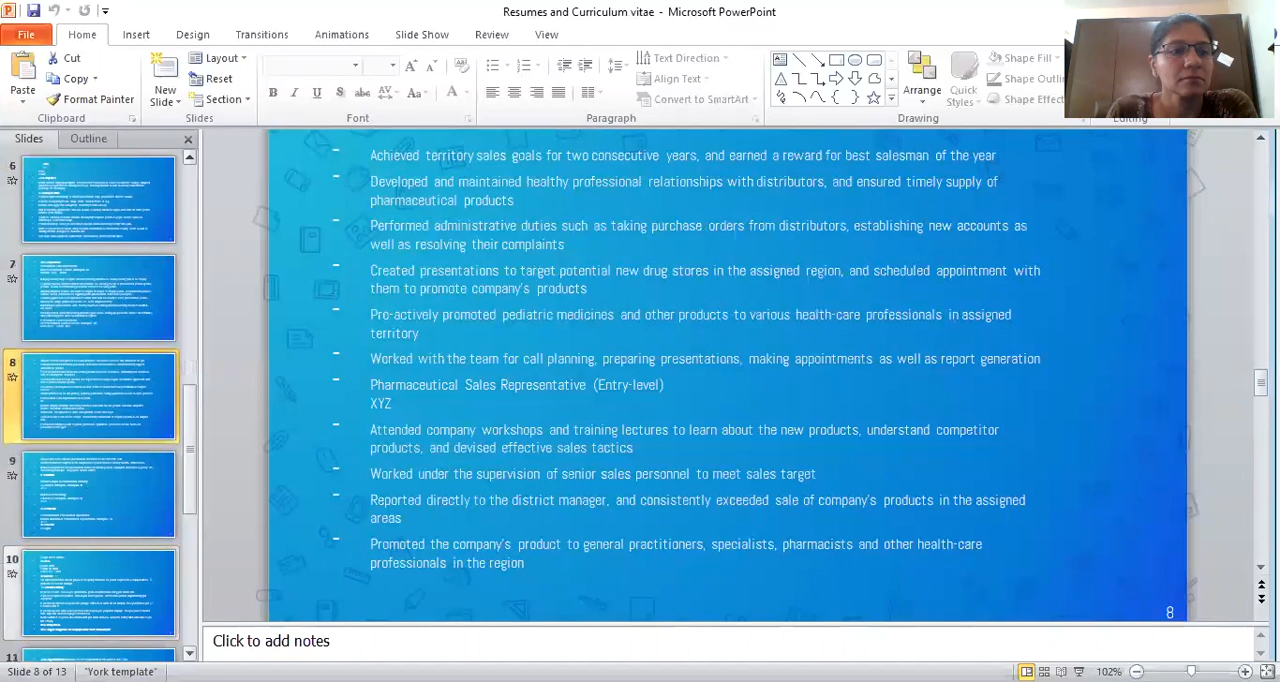 Resumes and Curriculum vitae - Microsoft PowerPoint
File Home Insert Design Transitions Animations Slide Show Review View
Cut
Copy
Format Painter
Paste
Clipboard
New
Slide
Layout
Reset
Section
Slides
B I U S abc AV Aa A
Font
Text Direction
Align Text
Convert to SmartArt
Paragraph
Arrange
Quick
Styles
Shape Fill
Shape Outli
Shape Effect
Drawing
Editing
Slides Outline
6
7
8
9
10
11
- Achieved territory sales goals for two consecutive years, and earned a reward for best salesman of the year
- Developed and maintained healthy professional relationships with distributors, and ensured timely supply of
pharmaceutical products
- Performed administrative duties such as taking purchase orders from distributors, establishing new accounts as
well as resolving their complaints
- Created presentations to target potential new drug stores in the assigned region, and scheduled appointment with
them to promote company's products
- Pro-actively promoted pediatric medicines and other products to various health-care professionals in assigned
territory
- Worked with the team for call planning, preparing presentations, making appointments as well as report generation
- Pharmaceutical Sales Representative (Entry-level)
XYZ
- Attended company workshops and training lectures to learn about the new products, understand competitor
products, and devised effective sales tactics
- Worked under the supervision of senior sales personnel to meet sales target
- Reported directly to the district manager, and consistently exceeded sale of company's products in the assigned
areas
- Promoted the company's product to general practitioners, specialists, pharmacists and other health-care
professionals in the region
8
Click to add notes
Slide 8 of 13 "York template" 102%